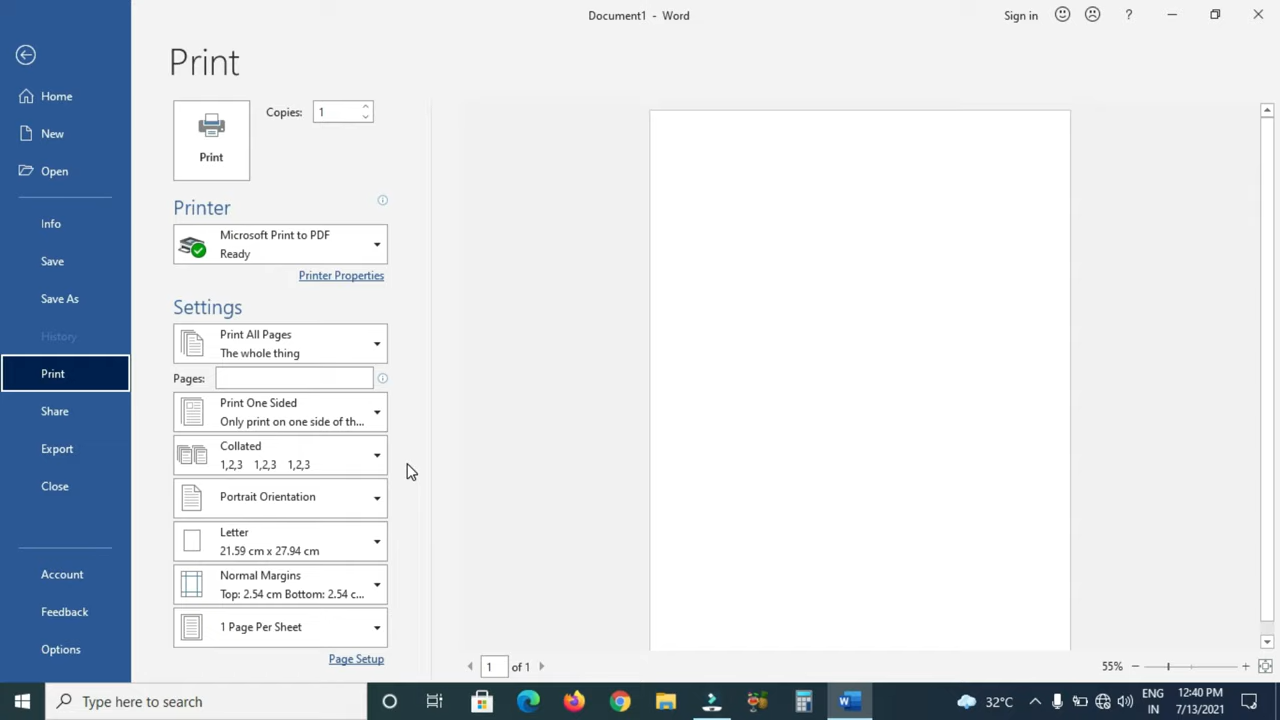 Document1 - Word
Sign in
?
Print
Home
New
Open
Info
Save
Save As
History
Print
Share
Export
Close
Account
Feedback
Options
Print
Copies: 1
Printer
Microsoft Print to PDF
Ready
Printer Properties
Settings
Print All Pages
The whole thing
Pages:
Print One Sided
Only print on one side of th...
Collated
1,2,3 1,2,3 1,2,3
Portrait Orientation
Letter
21.59 cm x 27.94 cm
Normal Margins
Top: 2.54 cm Bottom: 2.54 c...
1 Page Per Sheet
Page Setup
1 of 1
55%
Type here to search
32°C
ENG
IN
12:40 PM
7/13/2021